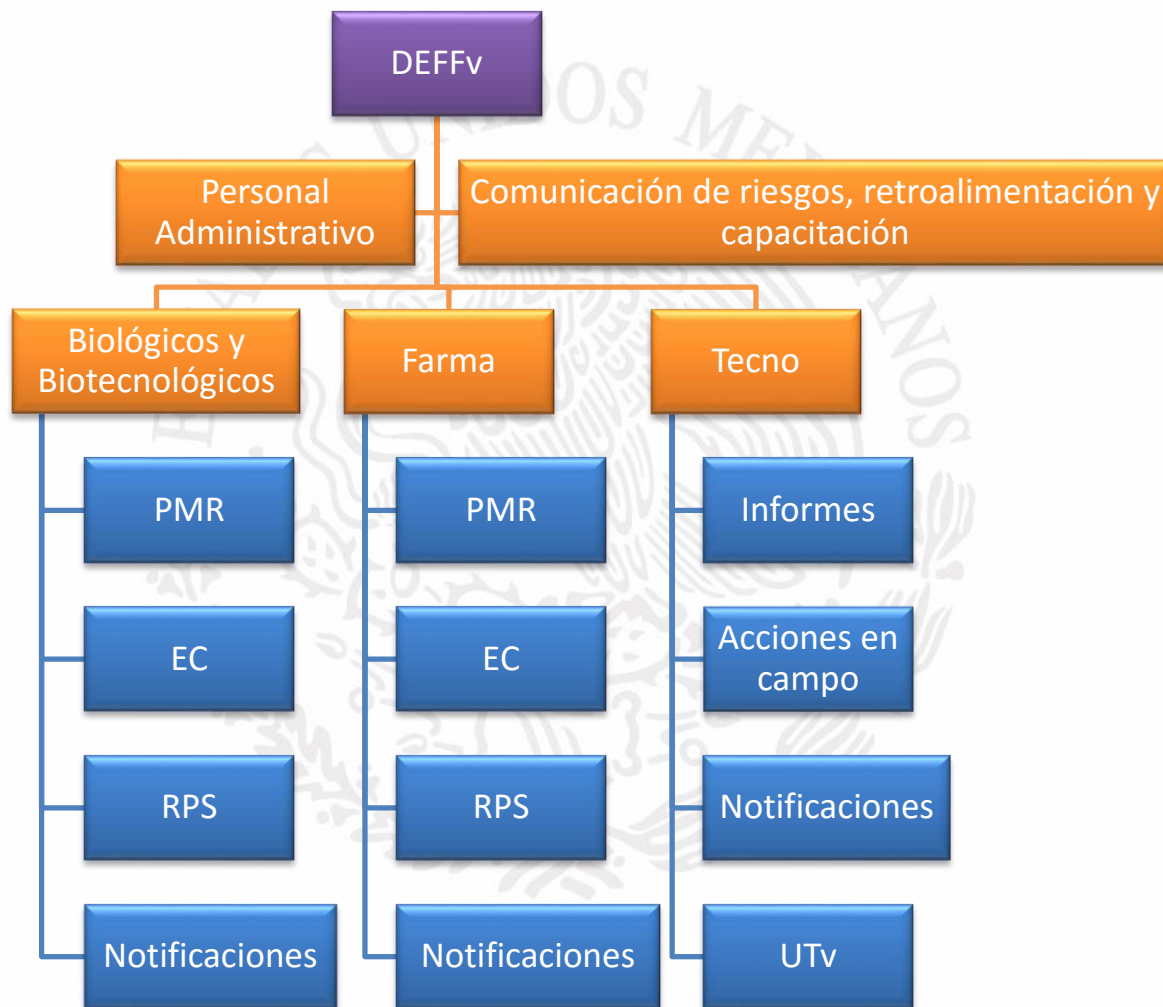 DEFFv
Personal
Administrativo
Comunicación de riesgos, retroalimentación y
capacitación
Biológicos y
Biotecnológicos
Farma
Tecno
PMR
PMR
Informes
EC
EC
Acciones en
campo
RPS
RPS
Notificaciones
Notificaciones
Notificaciones
UTv